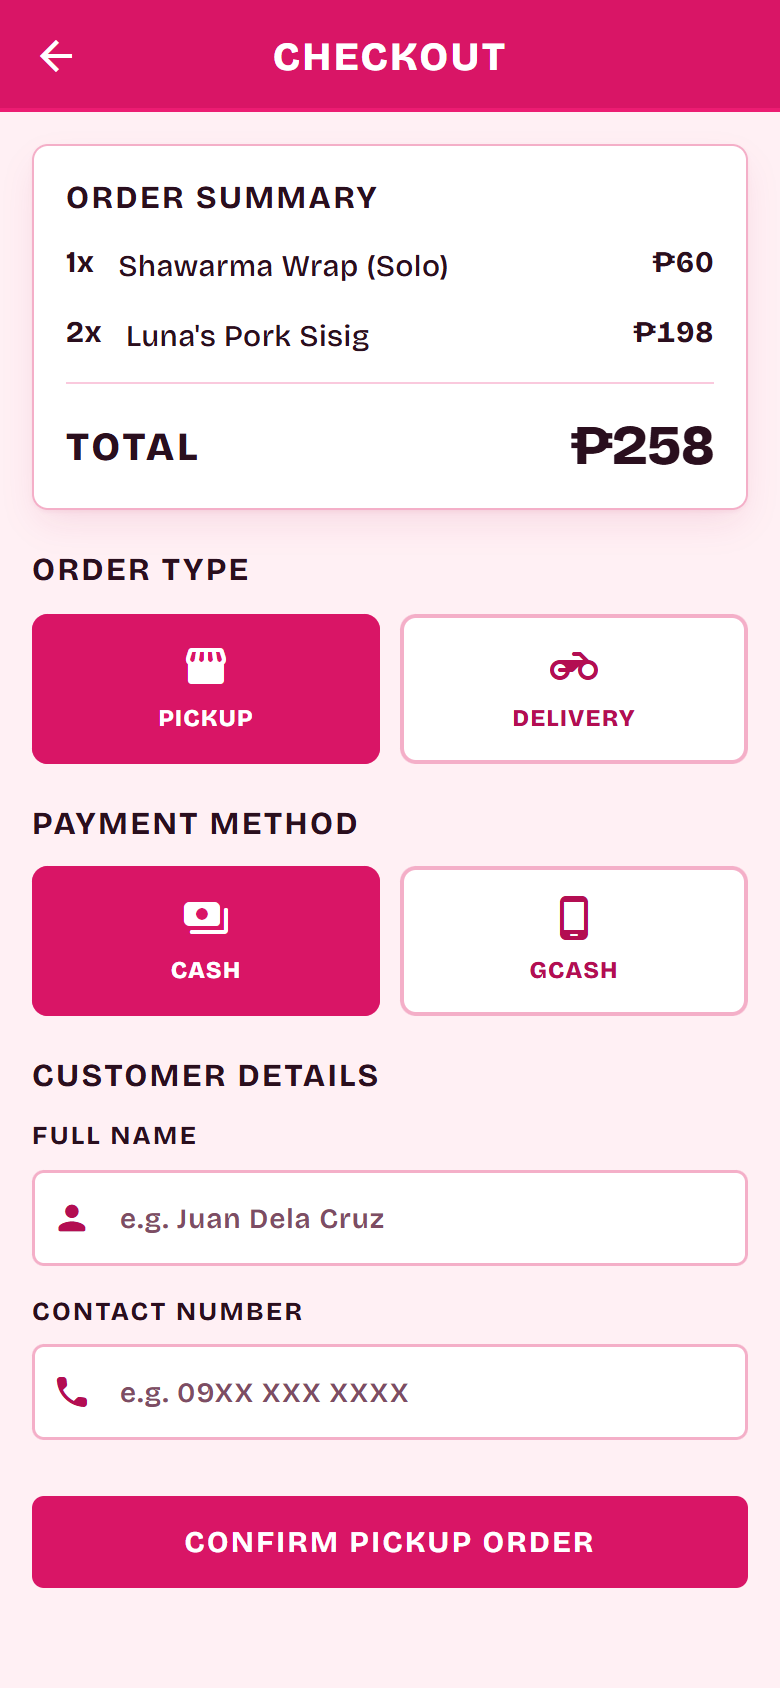 CHECKOUT
ORDER SUMMARY
1x Shawarma Wrap (Solo) ₱60
2x Luna's Pork Sisig ₱198
TOTAL ₱258
ORDER TYPE
PICKUP DELIVERY
PAYMENT METHOD
CASH GCASH
CUSTOMER DETAILS
FULL NAME
e.g. Juan Dela Cruz
CONTACT NUMBER
e.g. 09XX XXX XXXX
CONFIRM PICKUP ORDER